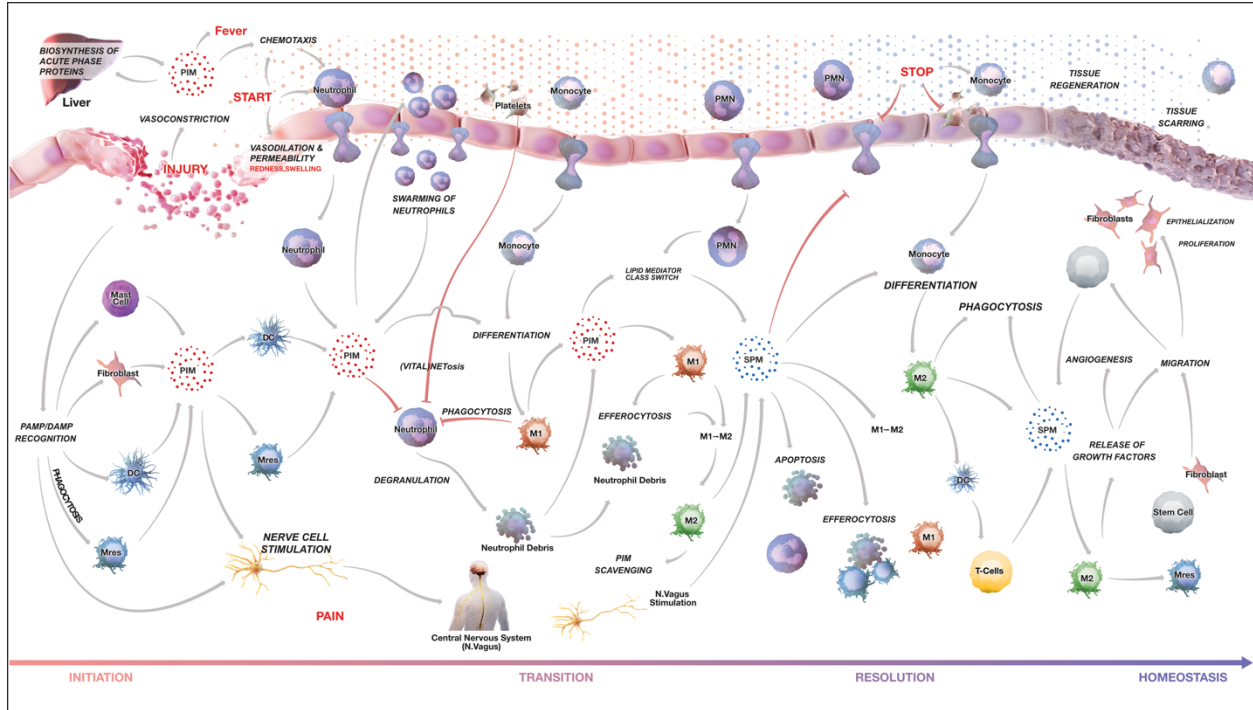 Fever
BIOSYNTHESIS OF
ACUTE PHASE
PROTEINS
Liver
PIM
CHEMOTAXIS
START
Neutrophil
VASOCONSTRICTION
INJURY
VASODILATION &
PERMEABILITY
REDNESS,SWELLING
SWARMING OF
NEUTROPHILS
Platelets
Monocyte
PMN
PMN
STOP
Monocyte
TISSUE
REGENERATION
TISSUE
SCARRING
Neutrophil
Monocyte
PMN
LIPID MEDIATOR
CLASS SWITCH
Monocyte
DIFFERENTIATION
Fibroblasts
EPITHELIALIZATION
PROLIFERATION
Mast
Cell
Fibroblast
PIM
DC
PIM
(VITAL)NETosis
DIFFERENTIATION
PIM
M1
SPM
PHAGOCYTOSIS
M2
ANGIOGENESIS
MIGRATION
PAMP/DAMP
RECOGNITION
PHAGOCYTOSIS
DC
Mres
Mres
Neutrophil
PHAGOCYTOSIS
M1
DEGRANULATION
EFFEROCYTOSIS
Neutrophil Debris
M1→M2
M2
PIM
SCAVENGING
Neutrophil Debris
NERVE CELL
STIMULATION
PAIN
Central Nervous System
(N.Vagus)
N.Vagus
Stimulation
APOPTOSIS
EFFEROCYTOSIS
M1→M2
M1
DC
T-Cells
SPM
RELEASE OF
GROWTH FACTORS
Fibroblast
Stem Cell
M2
Mres
INITIATION
TRANSITION
RESOLUTION
HOMEOSTASIS